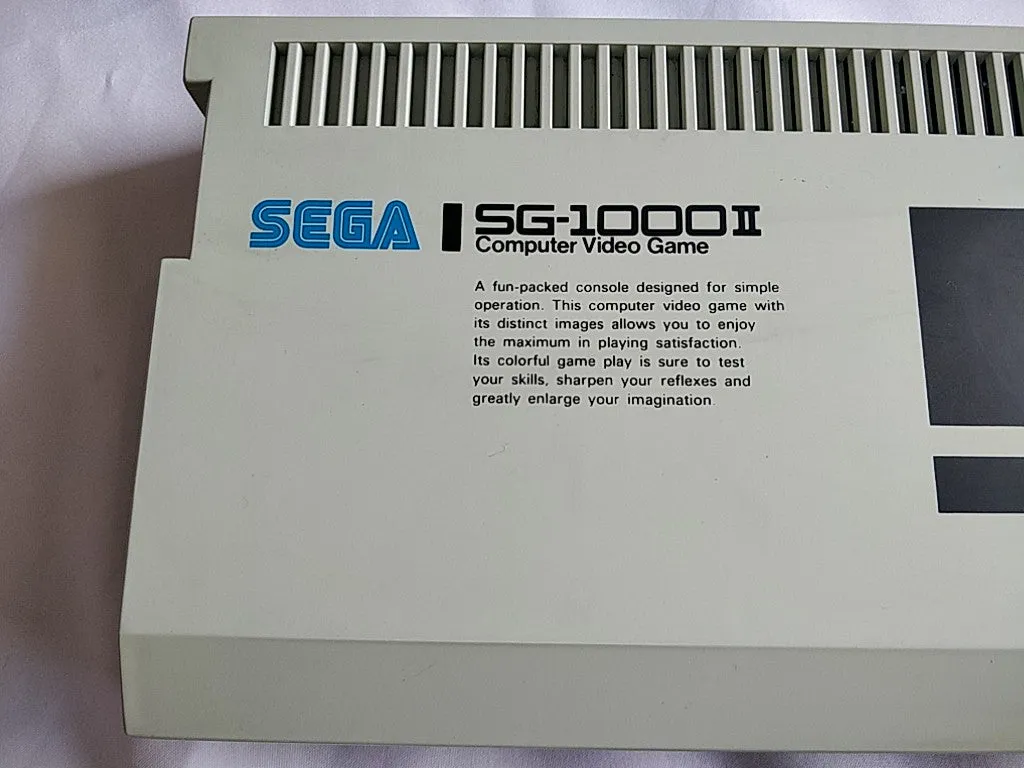 SEGA
SG-1000II
Computer Video Game
A fun-packed console designed for simple
operation. This computer video game with
its distinct images allows you to enjoy
the maximum in playing satisfaction.
Its colorful game play is sure to test
your skills, sharpen your reflexes and
greatly enlarge your imagination.